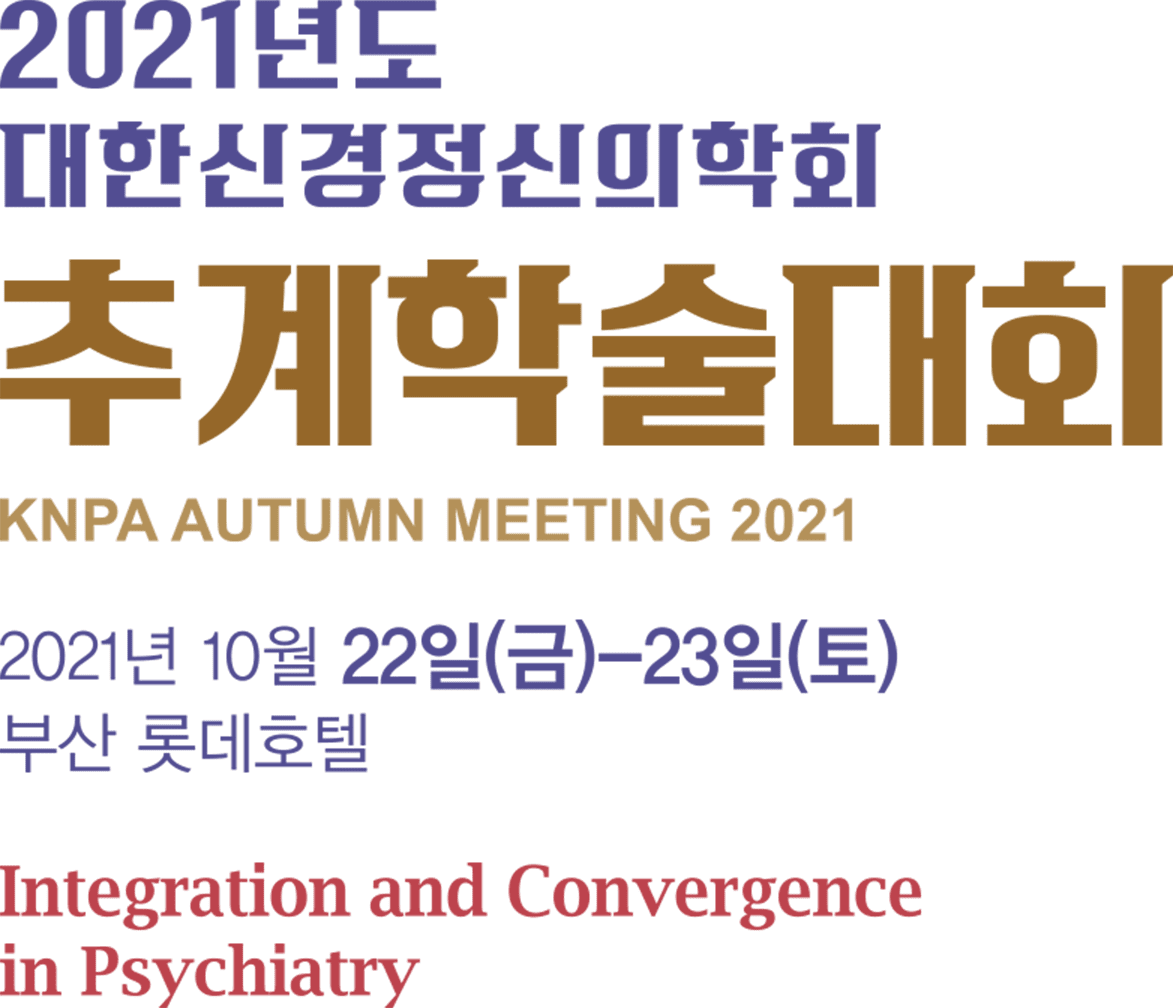 2021년도
대한신경정신의학회
추계학술대회
KNPA AUTUMN MEETING 2021
2021년 10월 22일(금)–23일(토)
부산 롯데호텔
Integration and Convergence
in Psychiatry